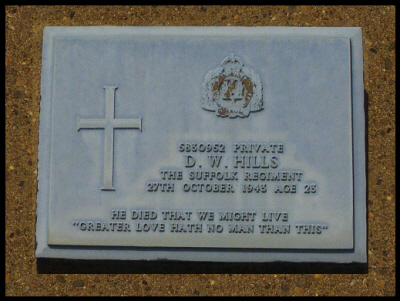 5830952 PRIVATE
D. W. HILLS
THE SUFFOLK REGIMENT
27TH OCTOBER 1943 AGE 25
HE DIED THAT WE MIGHT LIVE
"GREATER LOVE HATH NO MAN THAN THIS"